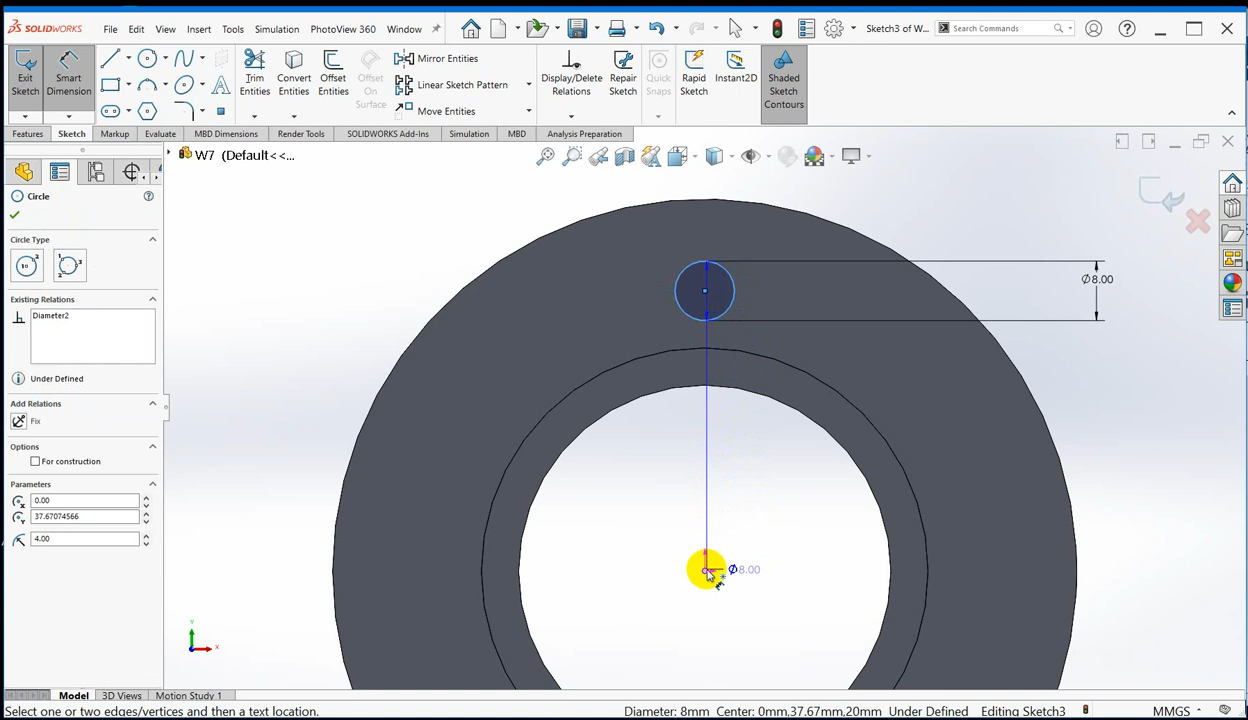 SOLIDWORKS File Edit View Insert Tools Simulation PhotoView 360 Window Sketch3 of W... Search Commands
Exit Sketch
Smart Dimension
Trim Entities
Convert Entities
Offset Entities
Offset On Surface
Mirror Entities
Linear Sketch Pattern
Move Entities
Display/Delete Relations
Repair Sketch
Quick Snaps
Rapid Sketch
Instant2D
Shaded Sketch Contours
Features Sketch Markup Evaluate MBD Dimensions Render Tools SOLIDWORKS Add-Ins Simulation MBD Analysis Preparation
W7 (Default<<...
Circle
Circle Type
Existing Relations
Diameter2
Under Defined
Add Relations
Fix
Options
For construction
Parameters
0.00
37.67074566
4.00
Ø8.00
Ø8.00
Y
X
Model 3D Views Motion Study 1
Select one or two edges/vertices and then a text location. Diameter: 8mm Center: 0mm,37.67mm,20mm Under Defined Editing Sketch3 MMGS